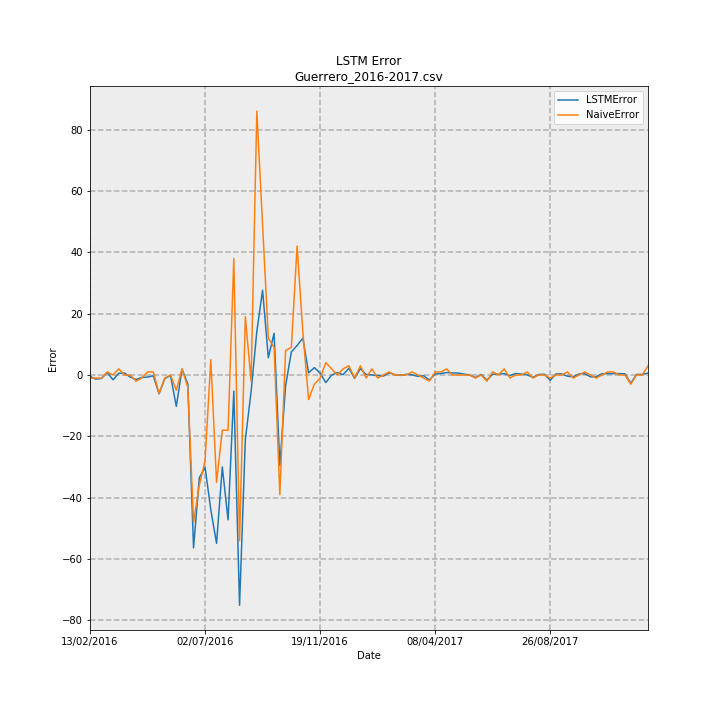 LSTM Error
Guerrero_2016-2017.csv
LSTMError
NaiveError
80
60
40
20
0
−20
−40
−60
−80
Error
13/02/2016
02/07/2016
19/11/2016
08/04/2017
26/08/2017
Date